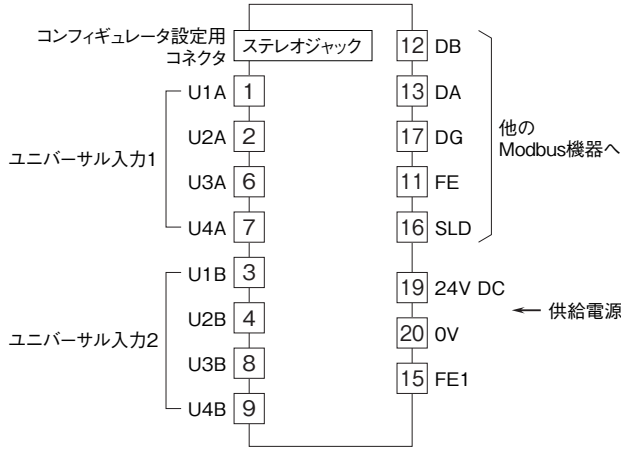 コンフィギュレータ設定用
コネクタ
ステレオジャック
U1A 1
U2A 2
U3A 6
U4A 7
ユニバーサル入力1
U1B 3
U2B 4
U3B 8
U4B 9
ユニバーサル入力2
12 DB
13 DA
17 DG
11 FE
16 SLD
他の
Modbus機器へ
19 24V DC
20 0V
15 FE1
← 供給電源